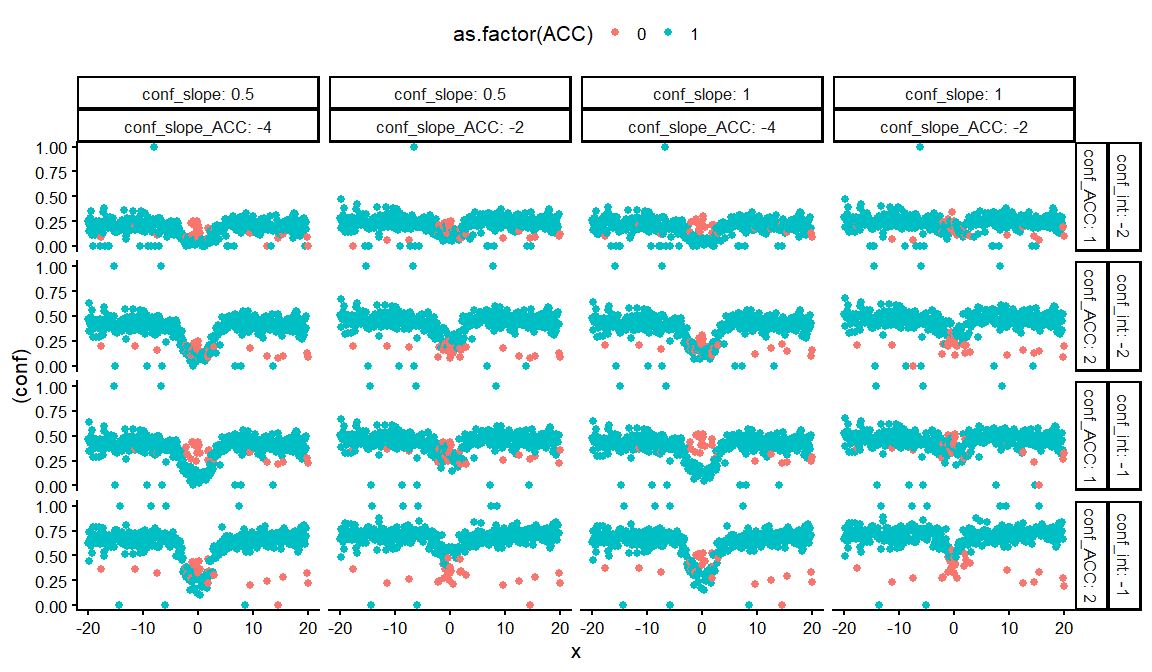 as.factor(ACC) 0 1
conf_slope: 0.5 conf_slope: 0.5 conf_slope: 1 conf_slope: 1
conf_slope_ACC: -4 conf_slope_ACC: -2 conf_slope_ACC: -4 conf_slope_ACC: -2
1.00
0.75
0.50
0.25
0.00
conf_ACC: 1
conf_int: -2
1.00
0.75
0.50
0.25
0.00
conf_ACC: 2
conf_int: -2
(conf)
1.00
0.75
0.50
0.25
0.00
conf_ACC: 1
conf_int: -1
1.00
0.75
0.50
0.25
0.00
conf_ACC: 2
conf_int: -1
-20 -10 0 10 20 -20 -10 0 10 20 -20 -10 0 10 20 -20 -10 0 10 20
x